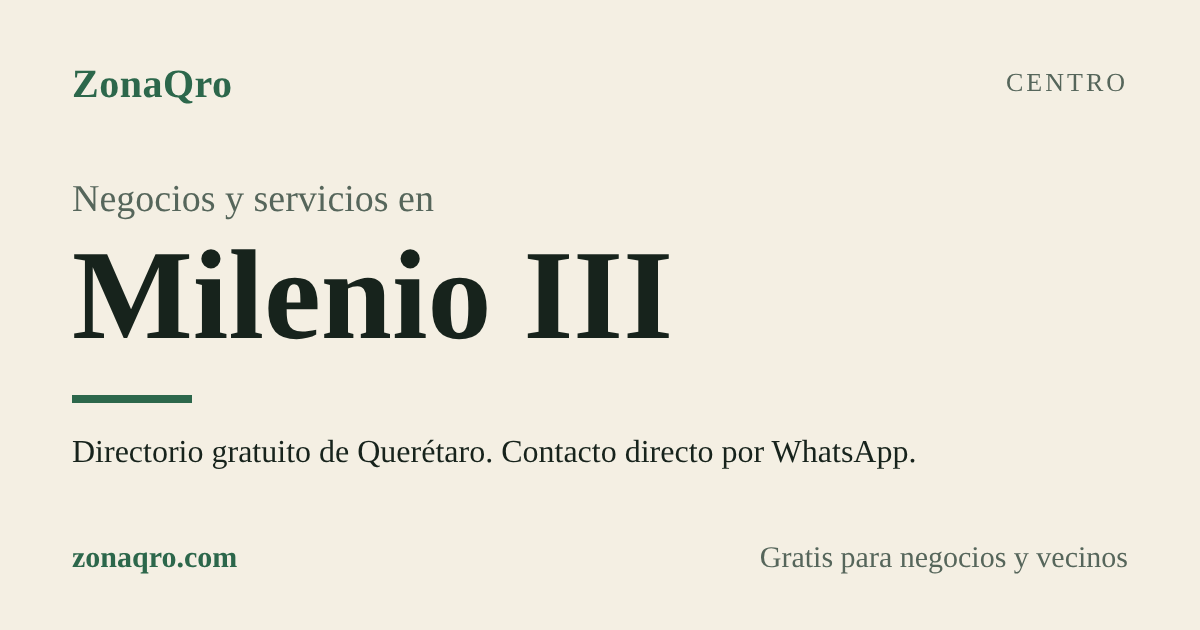 ZonaQro
CENTRO
Negocios y servicios en
Milenio III
Directorio gratuito de Querétaro. Contacto directo por WhatsApp.
zonaqro.com
Gratis para negocios y vecinos